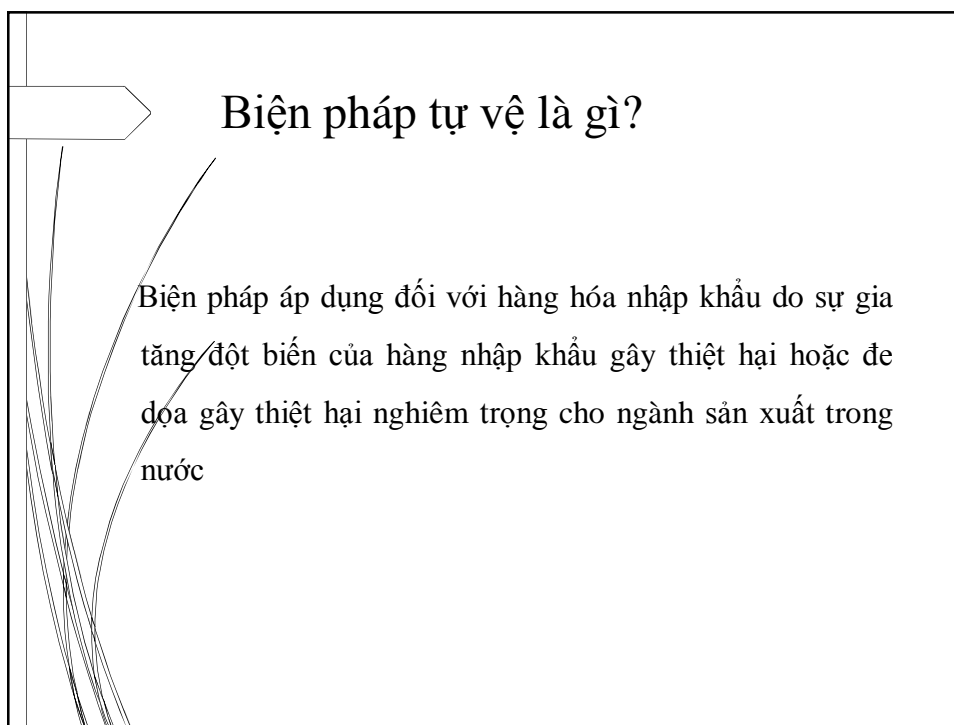 Biện pháp tự vệ là gì?
Biện pháp áp dụng đối với hàng hóa nhập khẩu do sự gia
tăng đột biến của hàng nhập khẩu gây thiệt hại hoặc đe
dọa gây thiệt hại nghiêm trọng cho ngành sản xuất trong
nước